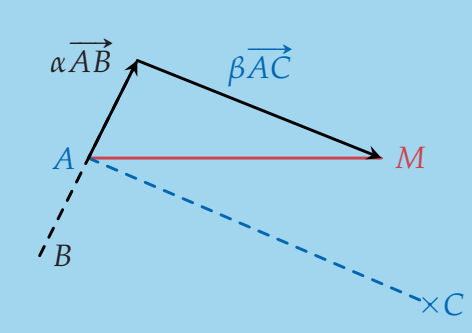 α\overrightarrow{AB}
β\overrightarrow{AC}
A
M
B
×C